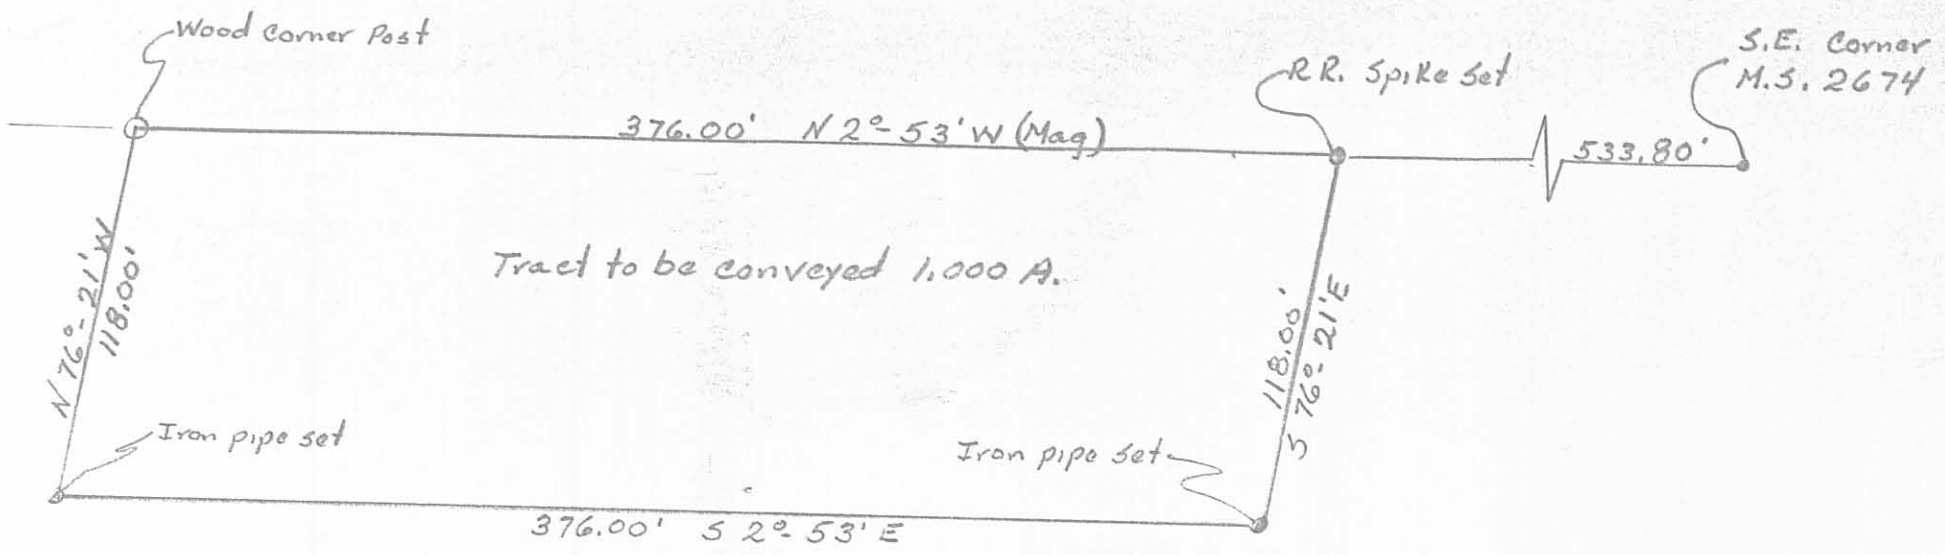 Wood Corner Post
S.E. Corner
M.S. 2674
R R. Spike Set
376.00' N 2°-53' W (Mag)
533.80'
N 76°-21' W
118.00'
Tract to be conveyed 1.000 A.
118.00'
S 76°-21' E
Iron pipe set
Iron pipe set
376.00' S 2°-53' E